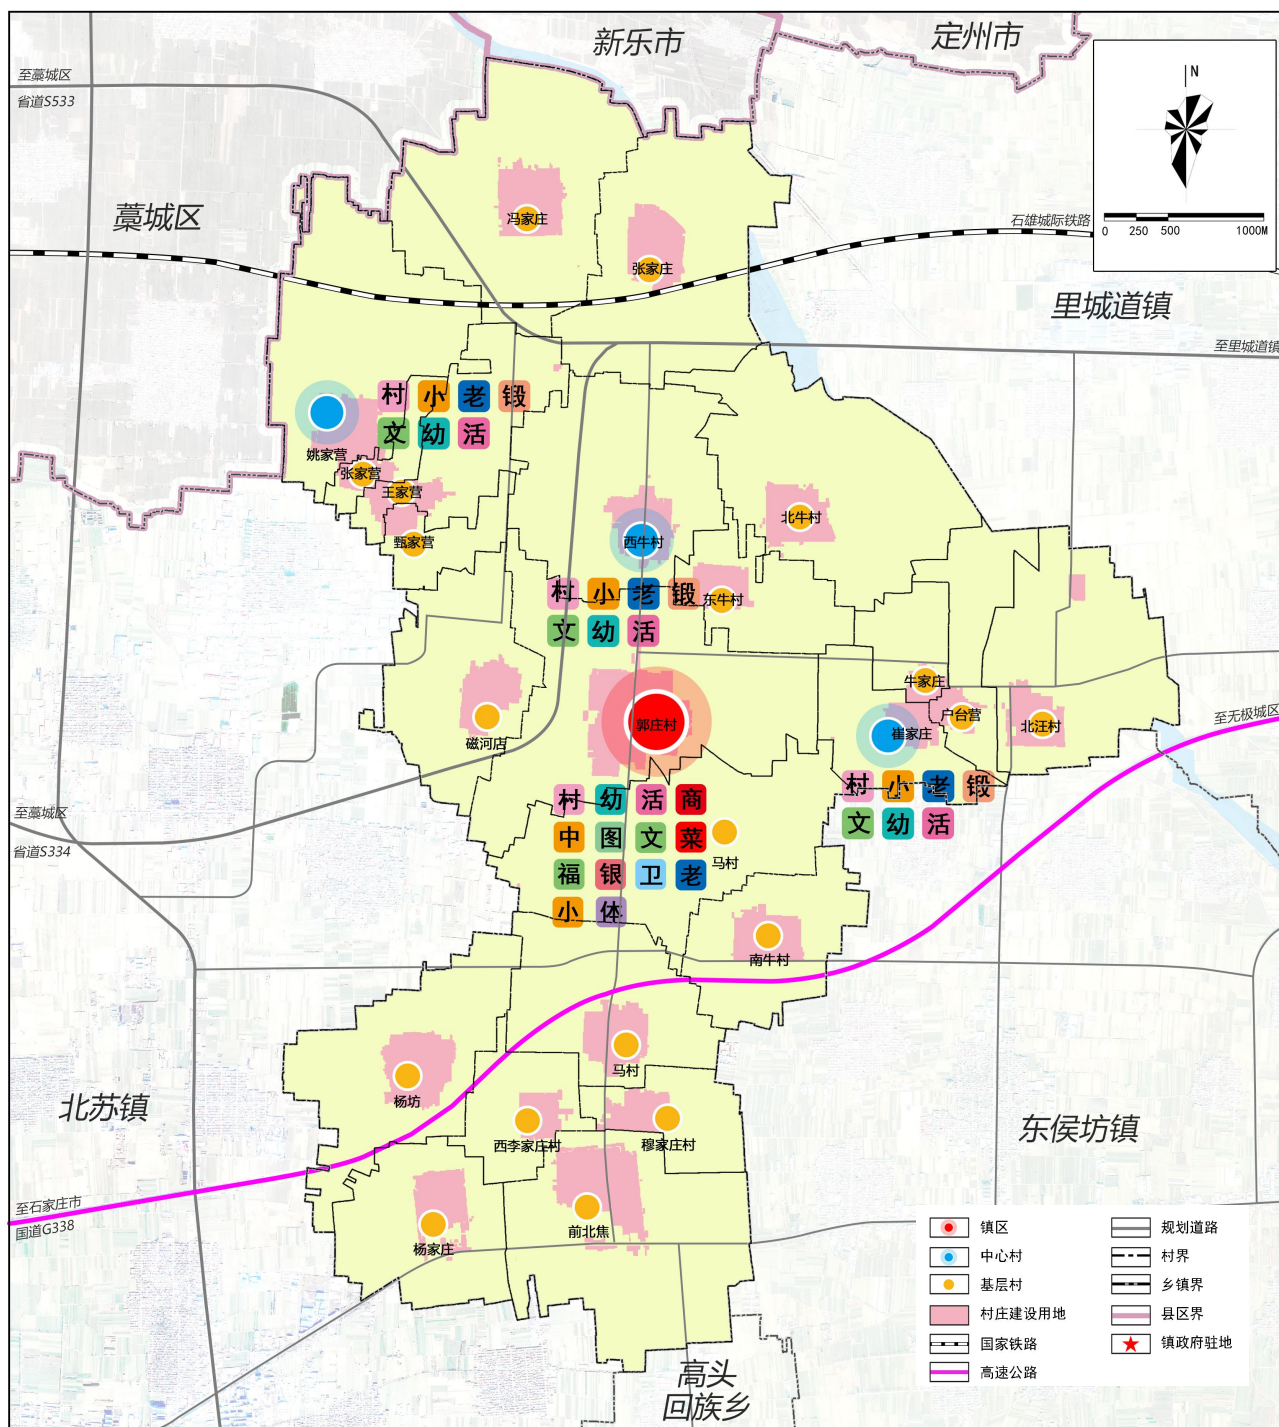 新乐市
定州市
至藁城区
省道S533
N
0 250 500 1000M
藁城区
冯家庄
石雄城际铁路
张家庄
里城道镇
至里城道镇
村 小 老 锻
文 幼 活
姚家营
张家营
王家营
甄家营
北牛村
西牛村
村 小 老 锻
东牛村
文 幼 活
牛家庄
户台营
北汪村
崔家庄
郭庄村
磁河店
至无极城区
村 小 老 锻
文 幼 活
村 幼 活 商
中 图 文 菜
福 银 卫 老
小 体
马村
至藁城区
省道S334
南牛村
马村
杨坊
北苏镇
西李家庄村
穆家庄村
东侯坊镇
至石家庄市
国道G338
前北焦
杨家庄
高头
回族乡
镇区
中心村
基层村
村庄建设用地
国家铁路
高速公路
规划道路
村界
乡镇界
县区界
镇政府驻地